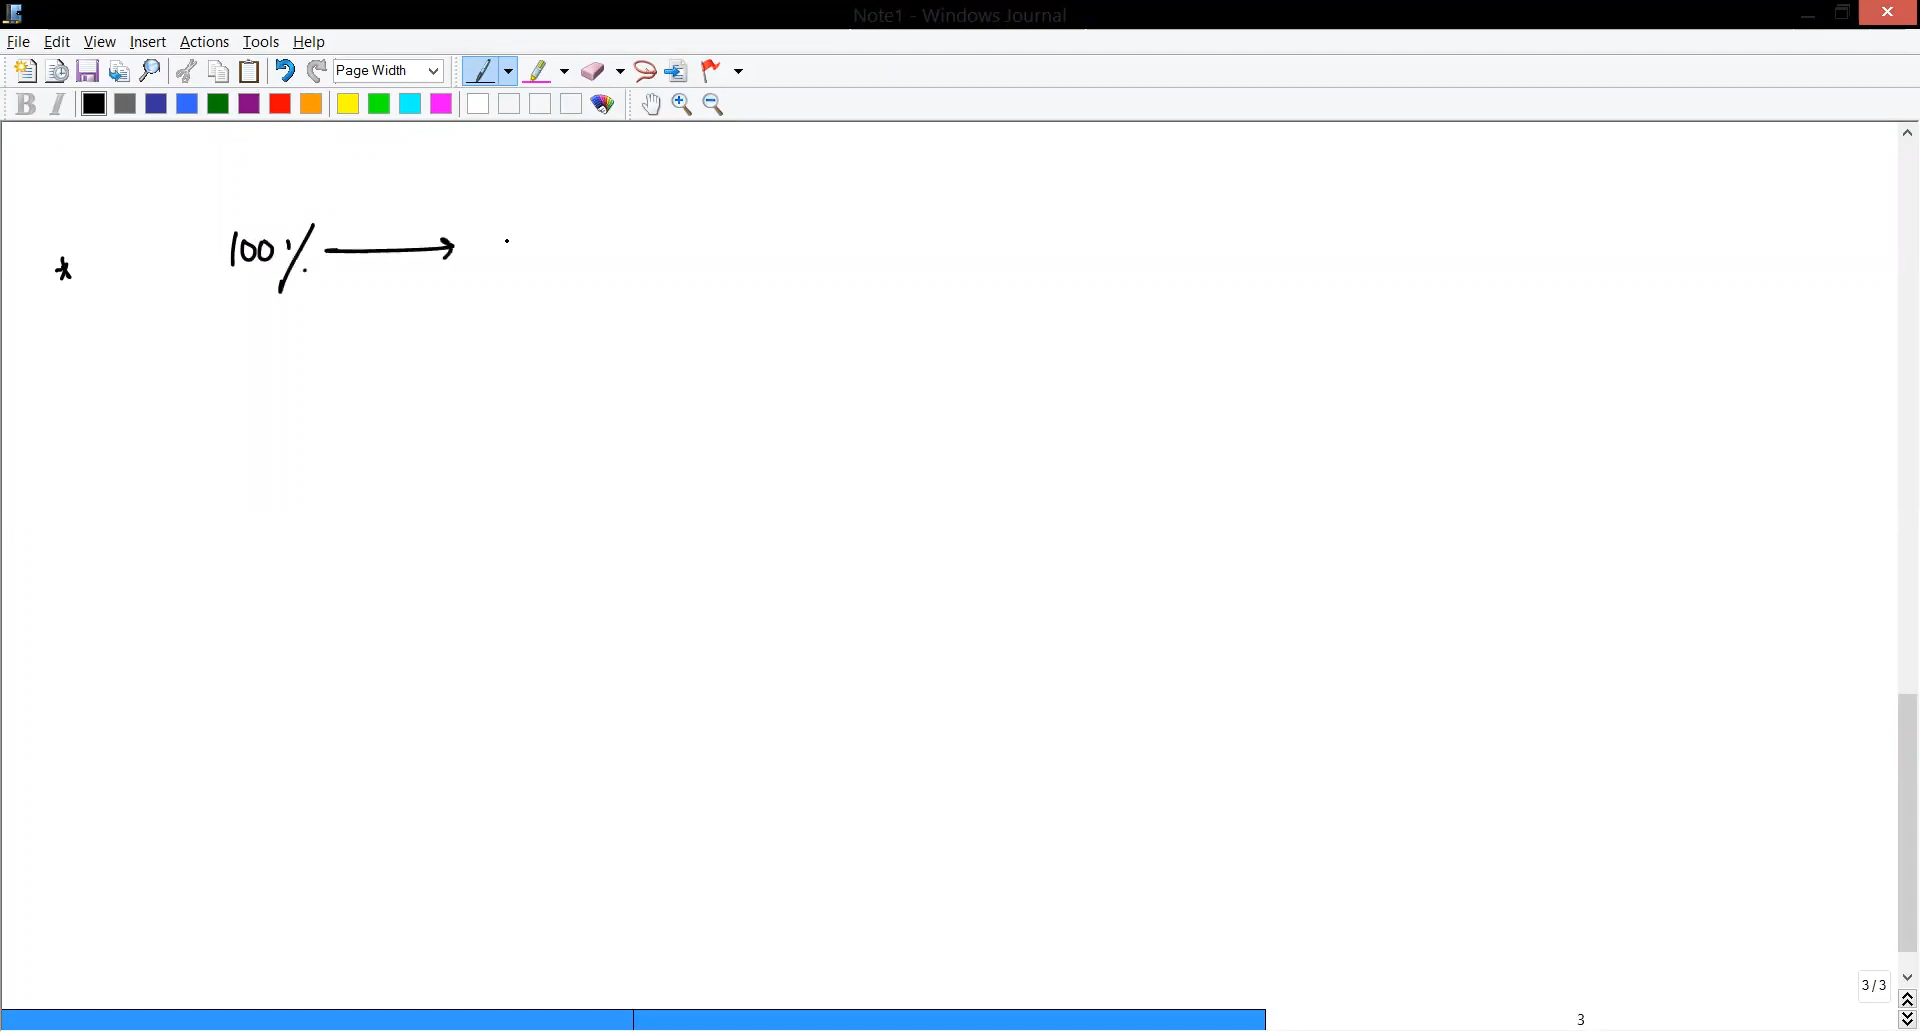 Note1 - Windows Journal
File Edit View Insert Actions Tools Help
Page Width
B I
* 100% →
3/3
3